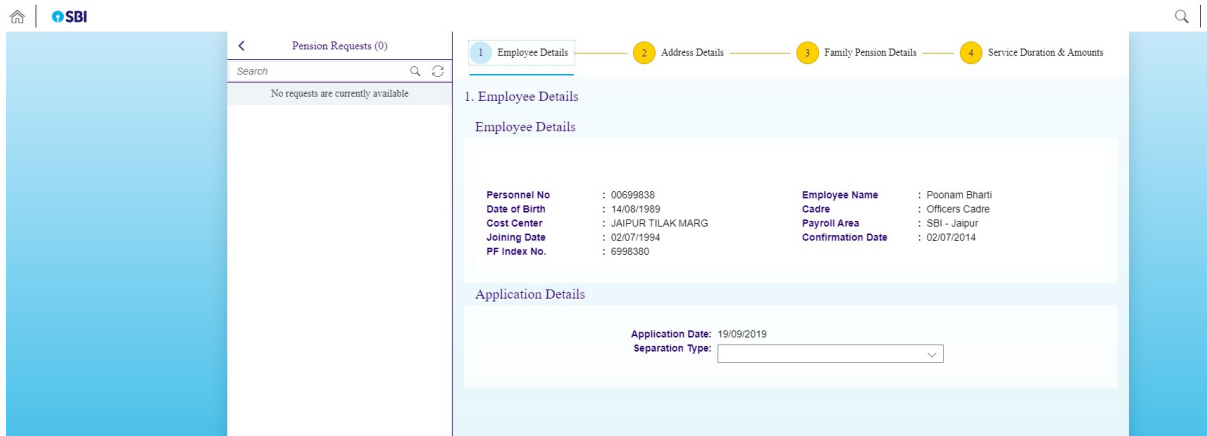 SBI
Pension Requests (0)
Search
No requests are currently available
1 Employee Details 2 Address Details 3 Family Pension Details 4 Service Duration & Amounts
1. Employee Details
Employee Details
Personnel No : 00699838 Employee Name : Poonam Bharti
Date of Birth : 14/08/1989 Cadre : Officers Cadre
Cost Center : JAIPUR TILAK MARG Payroll Area : SBI - Jaipur
Joining Date : 02/07/1994 Confirmation Date : 02/07/2014
PF Index No. : 6998380
Application Details
Application Date: 19/09/2019
Separation Type: